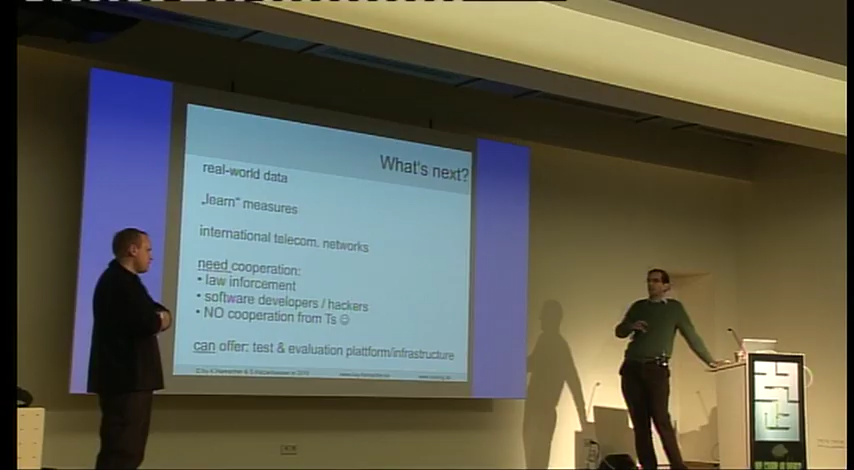 What's next?
real-world data
„learn“ measures
international telecom. networks
need cooperation:
• law inforcement
• software developers / hackers
• NO cooperation from Ts ☺
can offer: test & evaluation plattform/infrastructure